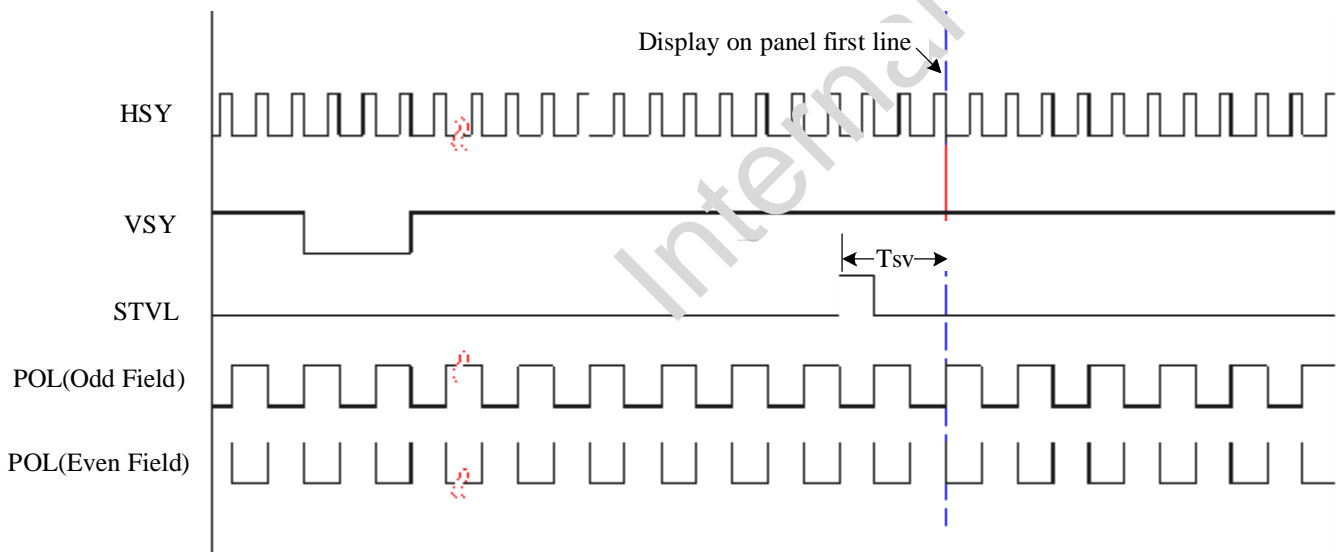 Display on panel first line
HSY
VSY
Tsv
STVL
POL(Odd Field)
POL(Even Field)
Internal